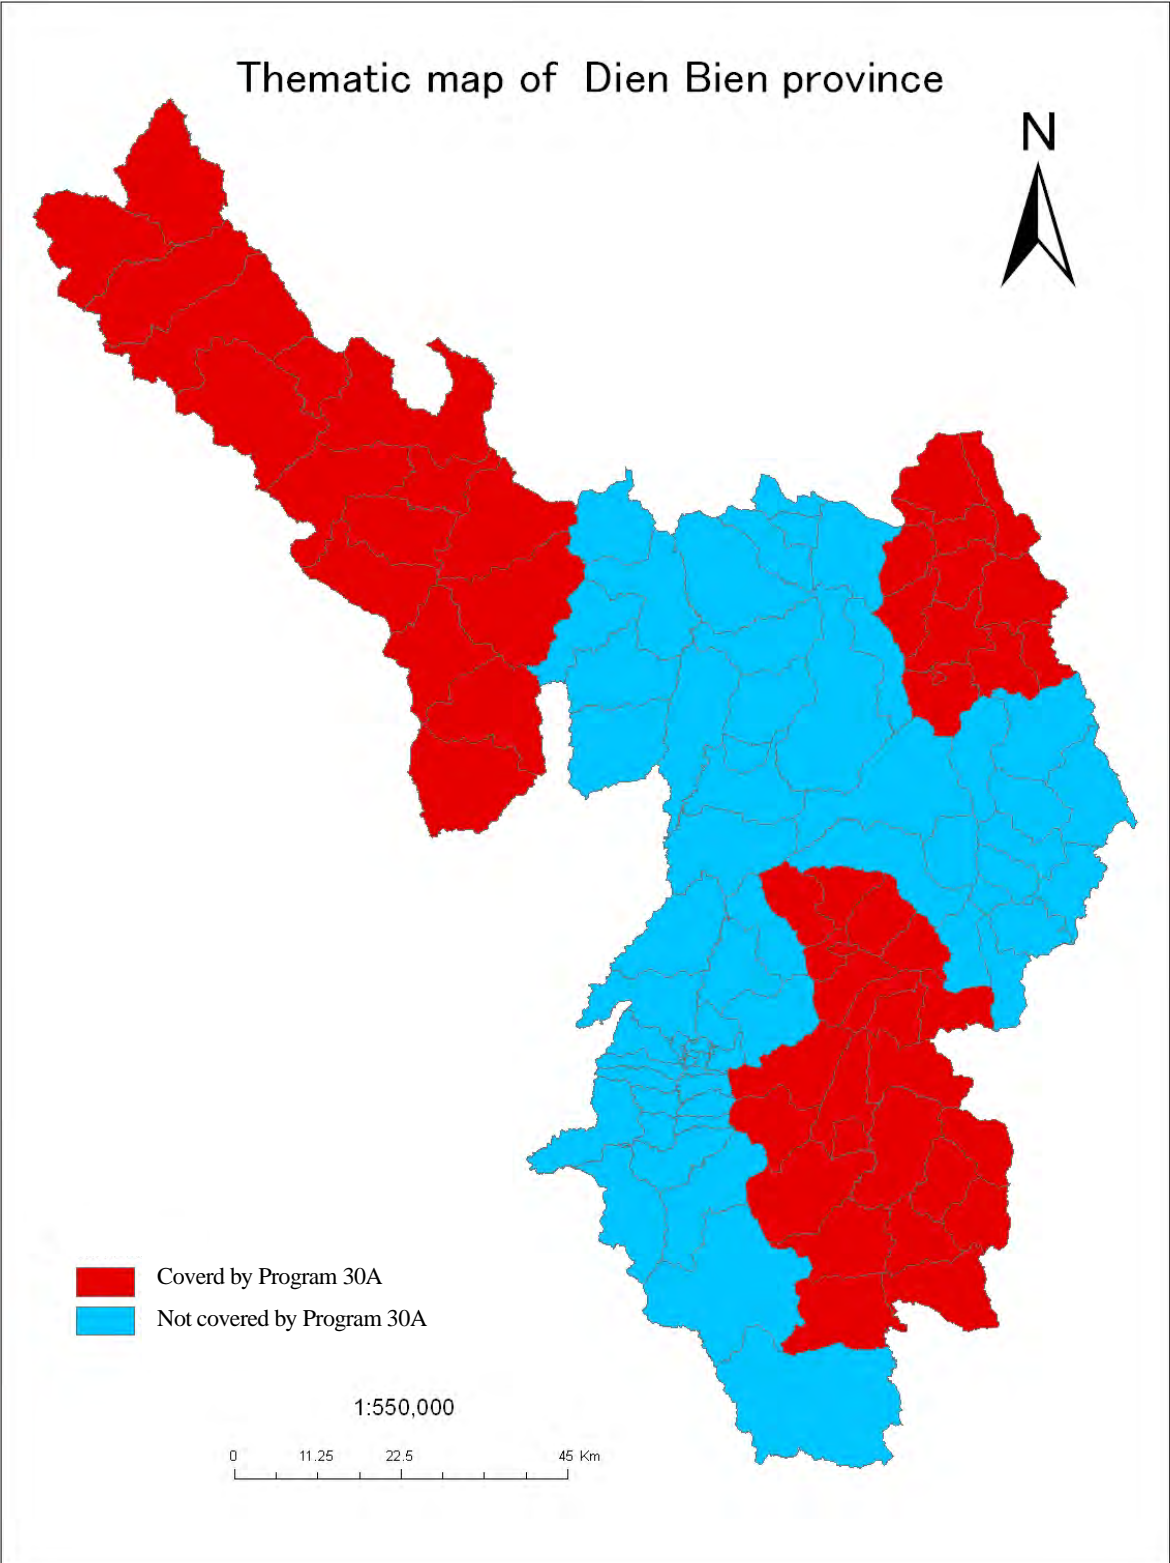 Thematic map of Dien Bien province
N
Coverd by Program 30A
Not covered by Program 30A
1:550,000
0 11.25 22.5 45 Km